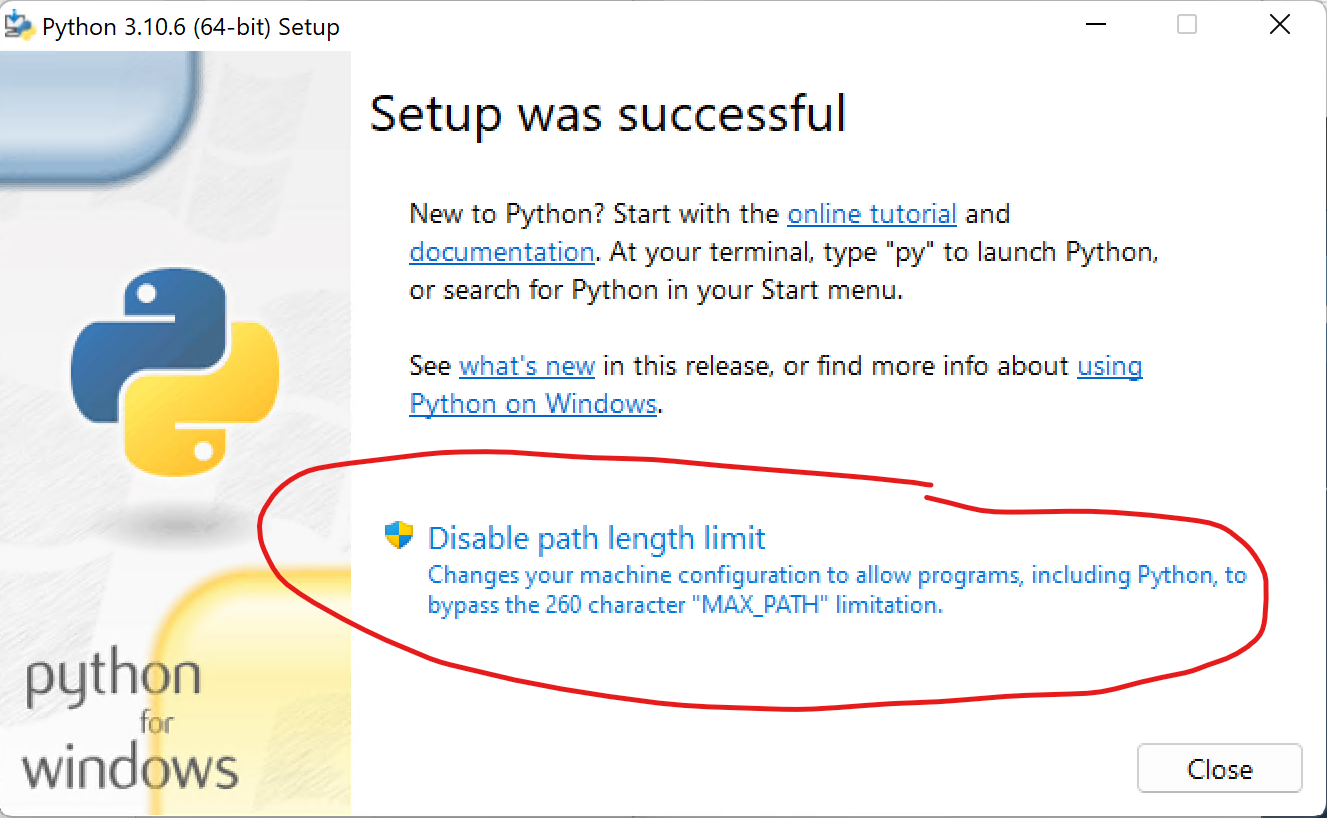 Python 3.10.6 (64-bit) Setup
Setup was successful
New to Python? Start with the online tutorial and
documentation. At your terminal, type "py" to launch Python,
or search for Python in your Start menu.
See what's new in this release, or find more info about using
Python on Windows.
Disable path length limit
Changes your machine configuration to allow programs, including Python, to
bypass the 260 character "MAX_PATH" limitation.
python
for
windows
Close